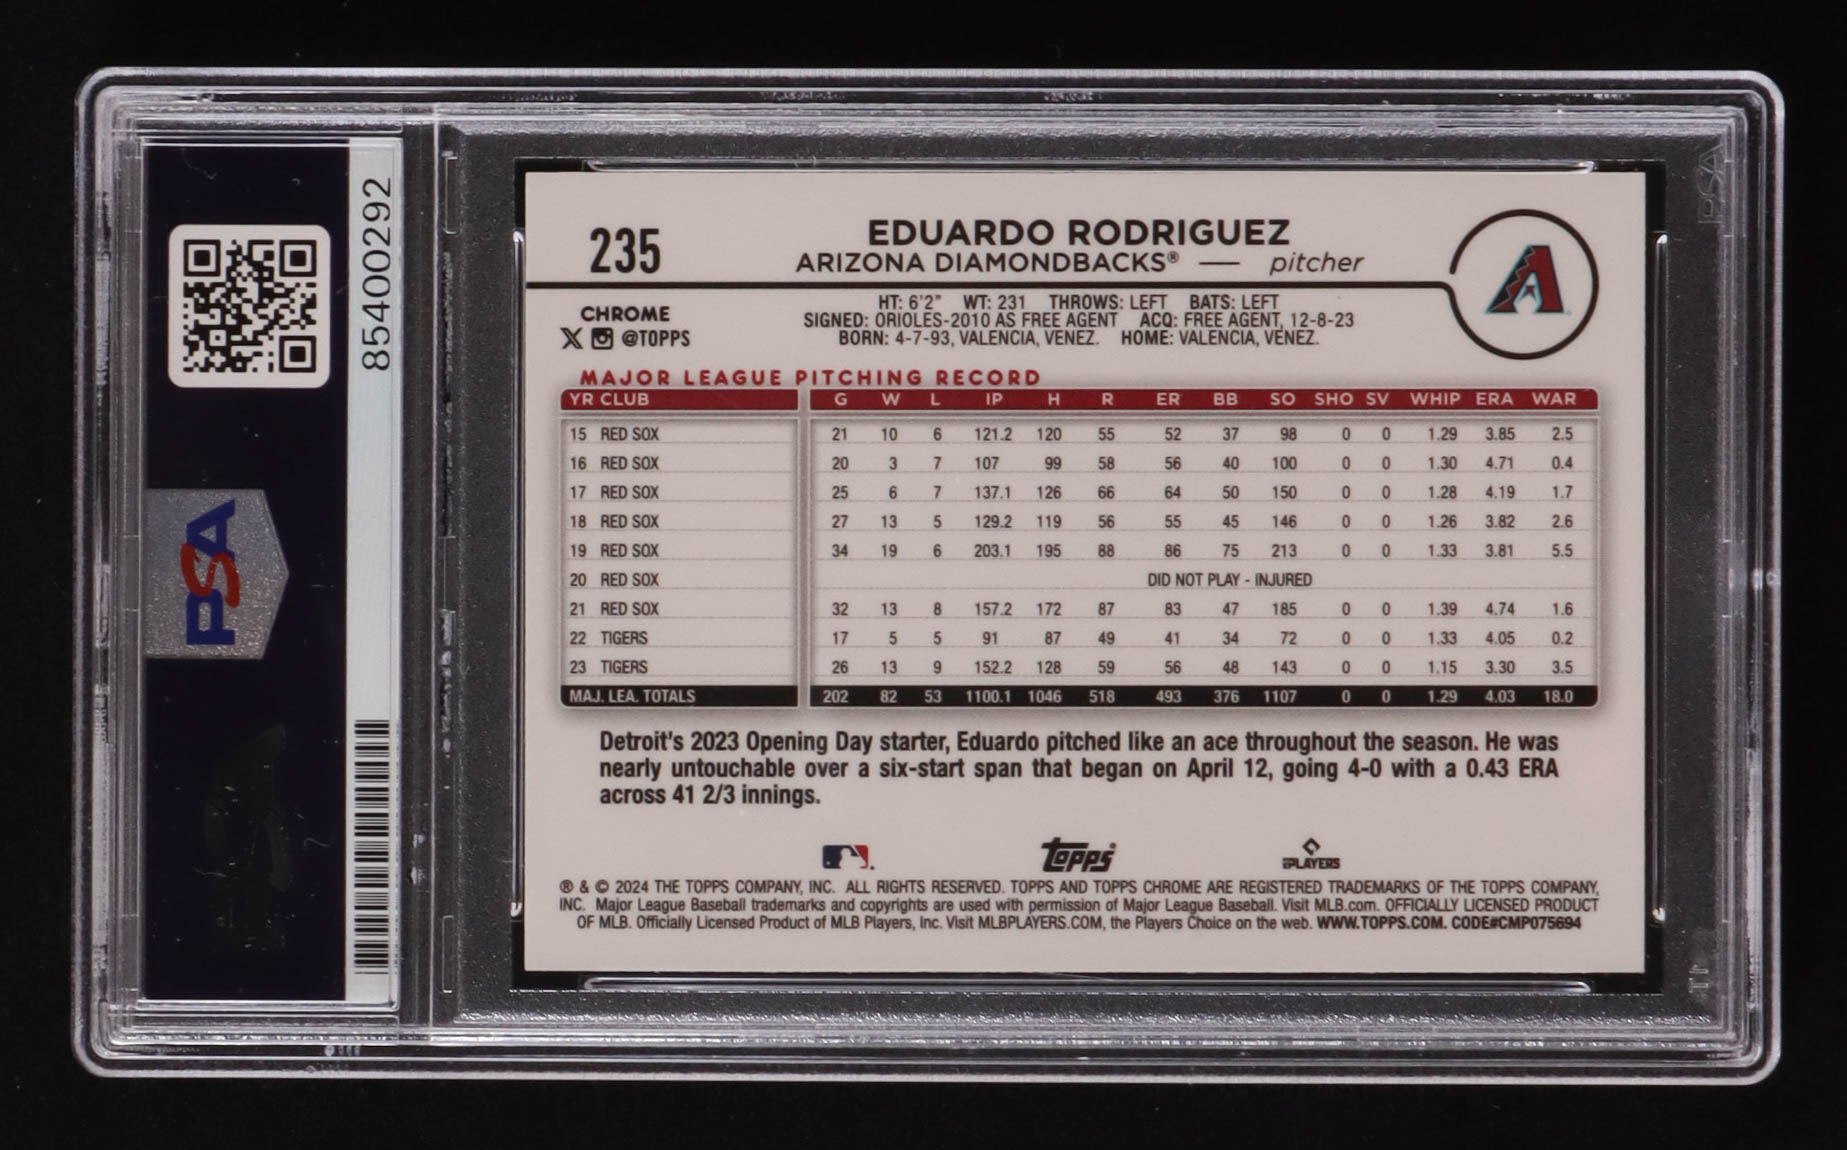 85400292
PSA
235
EDUARDO RODRIGUEZ
ARIZONA DIAMONDBACKS® — pitcher
CHROME
@TOPPS
HT: 6'2" WT: 231 THROWS: LEFT BATS: LEFT
SIGNED: ORIOLES-2010 AS FREE AGENT ACQ: FREE AGENT, 12-8-23
BORN: 4-7-93, VALENCIA, VENEZ. HOME: VALENCIA, VENEZ.
MAJOR LEAGUE PITCHING RECORD
YR CLUB G W L IP H R ER BB SO SHO SV WHIP ERA WAR
15 RED SOX 21 10 6 121.2 120 55 52 37 98 0 0 1.29 3.85 2.5
16 RED SOX 20 3 7 107 99 58 56 40 100 0 0 1.30 4.71 0.4
17 RED SOX 25 6 7 137.1 126 66 64 50 150 0 0 1.28 4.19 1.7
18 RED SOX 27 13 5 129.2 119 56 55 45 146 0 0 1.26 3.82 2.6
19 RED SOX 34 19 6 203.1 195 88 86 75 213 0 0 1.33 3.81 5.5
20 RED SOX DID NOT PLAY - INJURED
21 RED SOX 32 13 8 157.2 172 87 83 47 185 0 0 1.39 4.74 1.6
22 TIGERS 17 5 5 91 87 49 41 34 72 0 0 1.33 4.05 0.2
23 TIGERS 26 13 9 152.2 128 59 56 48 143 0 0 1.15 3.30 3.5
MAJ. LEA. TOTALS 202 82 53 1100.1 1046 518 493 376 1107 0 0 1.29 4.03 18.0
Detroit's 2023 Opening Day starter, Eduardo pitched like an ace throughout the season. He was
nearly untouchable over a six-start span that began on April 12, going 4-0 with a 0.43 ERA
across 41 2/3 innings.
Topps
PLAYERS
® & © 2024 THE TOPPS COMPANY, INC. ALL RIGHTS RESERVED. TOPPS AND TOPPS CHROME ARE REGISTERED TRADEMARKS OF THE TOPPS COMPANY,
INC. Major League Baseball trademarks and copyrights are used with permission of Major League Baseball. Visit MLB.com. OFFICIALLY LICENSED PRODUCT
OF MLB. Officially Licensed Product of MLB Players, Inc. Visit MLBPLAYERS.COM, the Players Choice on the web. WWW.TOPPS.COM. CODE#CMP075694
PSA